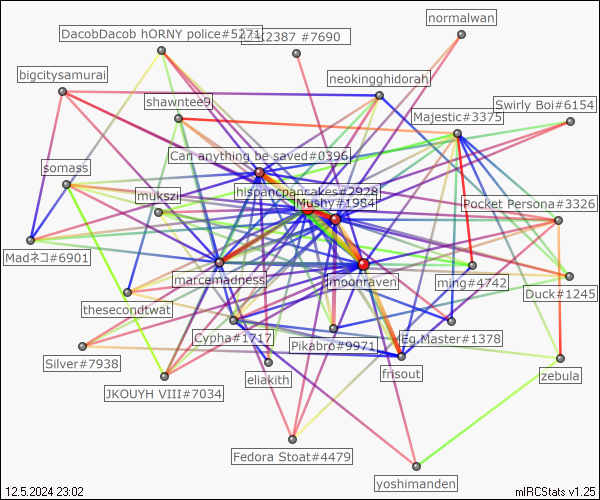 normalwan
DacobDacob hORNY police#5271
K2387 #7690
bigcitysamurai
neokingghidorah
shawntee9
Swirly Boi#6154
Majestic#3375
Can anything be saved#0396
somass
hispancpancakes#2928
mukszi
Mushy#1984
Pocket Persona#3326
Madネコ#6901
marcemadness
moonraven
ming#4742
Duck#1245
thesecondtwat
Cypha#1717
Pikabro#9971
Eg.Master#1378
Silver#7938
eliakith
frisout
zebula
JKOUYH VIII#7034
Fedora Stoat#4479
yoshimanden
12.5.2024 23:02
mIRCStats v1.25